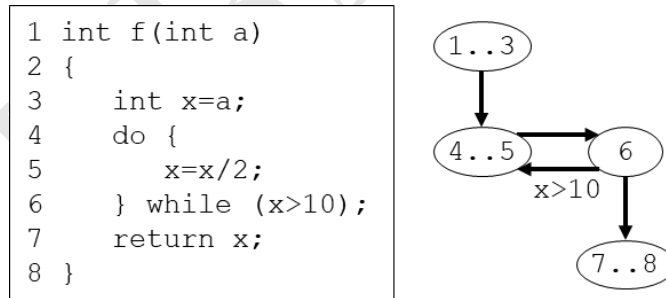 1 int f(int a)
2 {
3    int x=a;
4    do {
5       x=x/2;
6    } while (x>10);
7    return x;
8 }
1..3
4..5
6
x>10
7..8